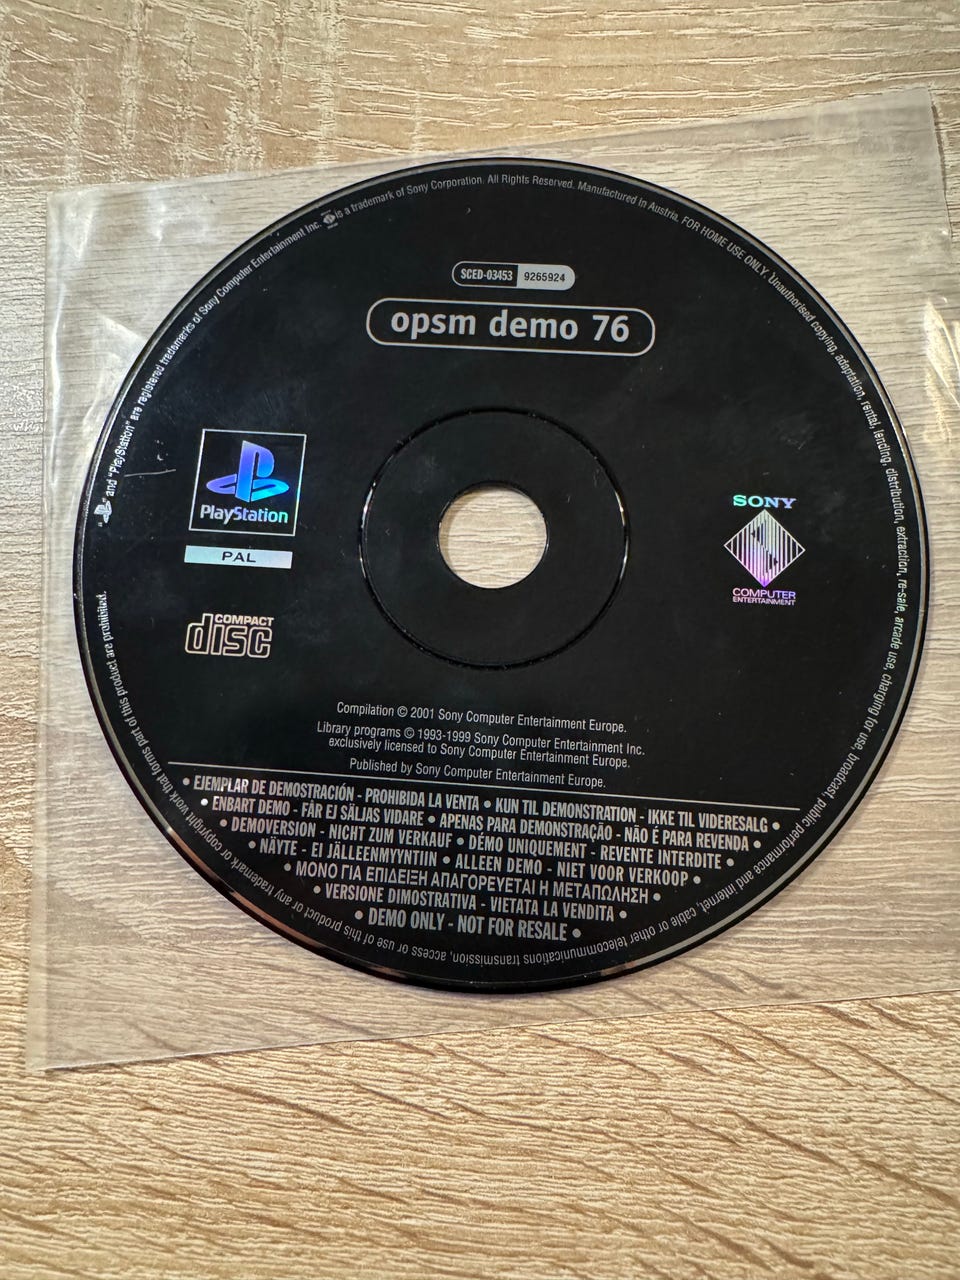 SCED-03453 9265924
opsm demo 76
PlayStation
PAL
COMPACT
disc
SONY
COMPUTER
ENTERTAINMENT
Compilation © 2001 Sony Computer Entertainment Europe.
Library programs © 1993-1999 Sony Computer Entertainment Inc.
exclusively licensed to Sony Computer Entertainment Europe.
Published by Sony Computer Entertainment Europe.
• EJEMPLAR DE DEMOSTRACIÓN - PROHIBIDA LA VENTA • KUN TIL DEMONSTRATION - IKKE TIL VIDERESALG •
• ENBART DEMO - FÅR EJ SÄLJAS VIDARE • APENAS PARA DEMONSTRAÇÃO - NÃO É PARA REVENDA •
• DEMOVERSION - NICHT ZUM VERKAUF • DÉMO UNIQUEMENT - REVENTE INTERDITE •
• NÄYTE - EI JÄLLEENMYYNTIIN • ALLEEN DEMO - NIET VOOR VERKOOP •
• ΜΟΝΟ ΓΙΑ ΕΠΙΔΕΙΞΗ ΑΠΑΓΟΡΕΥΕΤΑΙ Η ΜΕΤΑΠΩΛΗΣΗ •
• VERSIONE DIMOSTRATIVA - VIETATA LA VENDITA •
• DEMO ONLY - NOT FOR RESALE •
" " and "PlayStation" are registered trademarks of Sony Computer Entertainment Inc. is a trademark of Sony Corporation. All Rights Reserved. Manufactured in Austria. FOR HOME USE ONLY. Unauthorised copying, adaptation, rental, lending, distribution, extraction, re-sale, arcade use, charging for use, broadcast, public performance and internet, cable or other telecommunications transmission, access or use of this product or any trademark or copyright work that forms part of this product are prohibited.